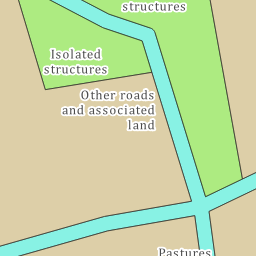 structures
Isolated
structures
Other roads
and associated
land
Pastures